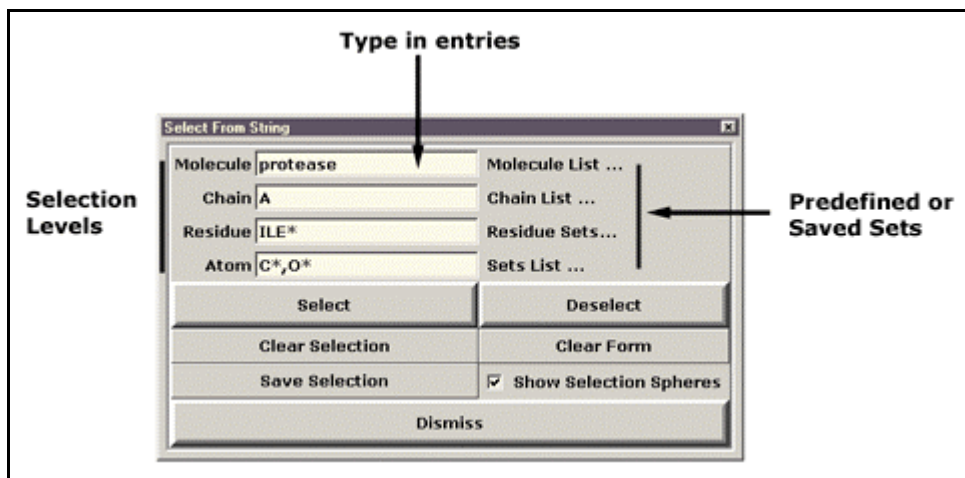 Type in entries
Select From String
Molecule protease Molecule List ...
Chain A Chain List ...
Residue ILE* Residue Sets...
Atom C*,O* Sets List ...
Selection
Levels
Predefined or
Saved Sets
Select Deselect
Clear Selection Clear Form
Save Selection Show Selection Spheres
Dismiss